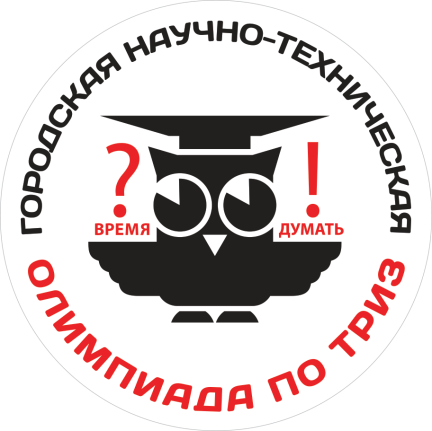 ГОРОДСКАЯ НАУЧНО-ТЕХНИЧЕСКАЯ
? !
ВРЕМЯ ДУМАТЬ
ОЛИМПИАДА ПО ТРИЗ